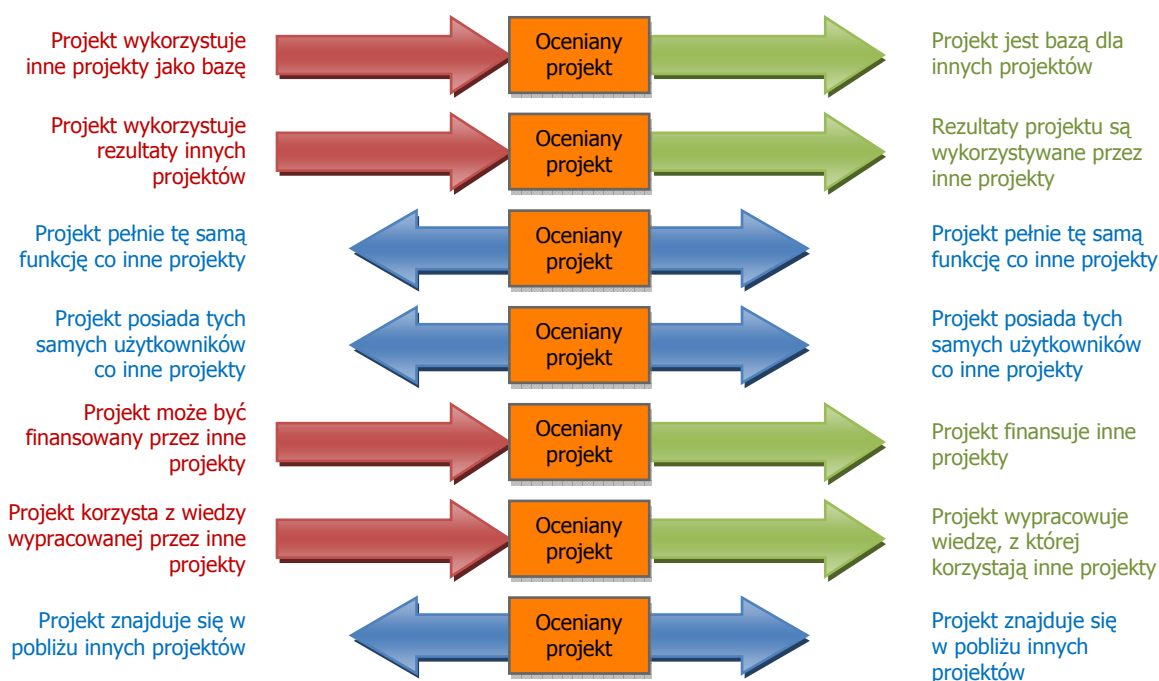 Projekt wykorzystuje
inne projekty jako bazę
Oceniany
projekt
Projekt jest bazą dla
innych projektów
Projekt wykorzystuje
rezultaty innych
projektów
Oceniany
projekt
Rezultaty projektu są
wykorzystywane przez
inne projekty
Projekt pełnie tę samą
funkcję co inne projekty
Oceniany
projekt
Projekt pełnie tę samą
funkcję co inne projekty
Projekt posiada tych
samych użytkowników
co inne projekty
Oceniany
projekt
Projekt posiada tych
samych użytkowników
co inne projekty
Projekt może być
finansowany przez inne
projekty
Oceniany
projekt
Projekt finansuje inne
projekty
Projekt korzysta z wiedzy
wypracowanej przez inne
projekty
Oceniany
projekt
Projekt wypracowuje
wiedzę, z której
korzystają inne projekty
Projekt znajduje się w
pobliżu innych projektów
Oceniany
projekt
Projekt znajduje się
w pobliżu innych
projektów